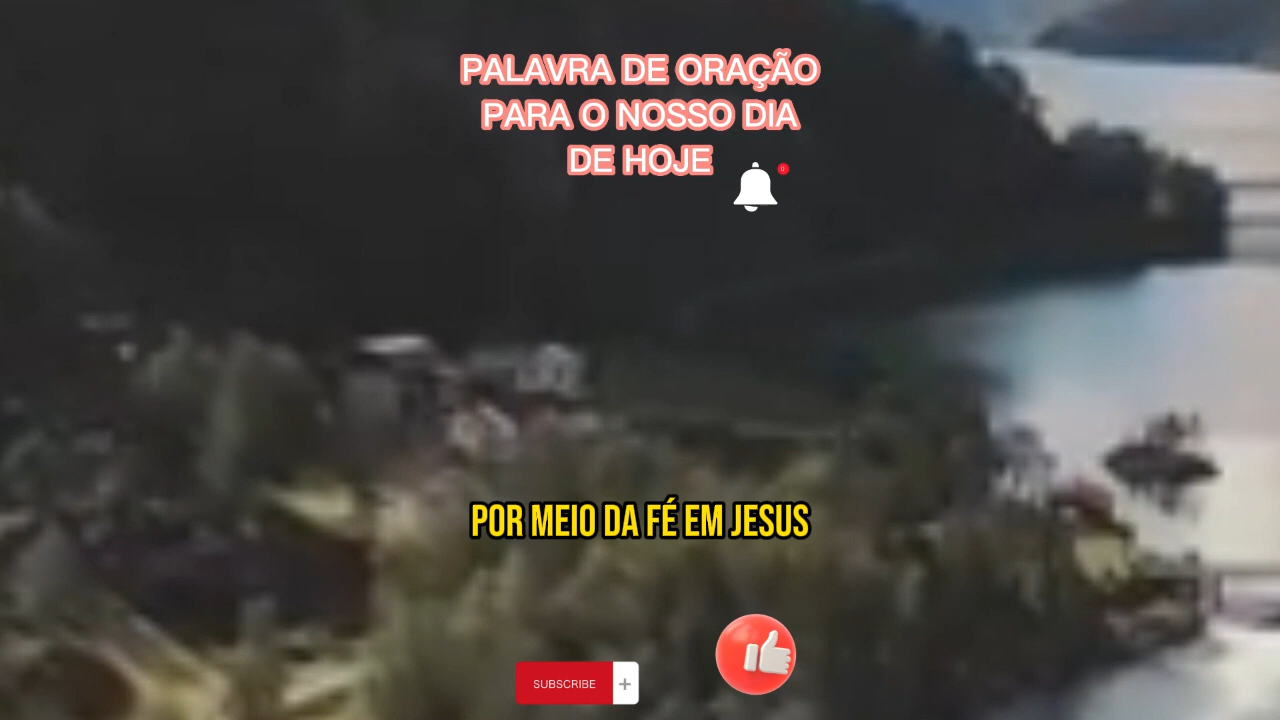 PALAVRA DE ORAÇÃO
PARA O NOSSO DIA
DE HOJE
POR MEIO DA FÉ EM JESUS
SUBSCRIBE +